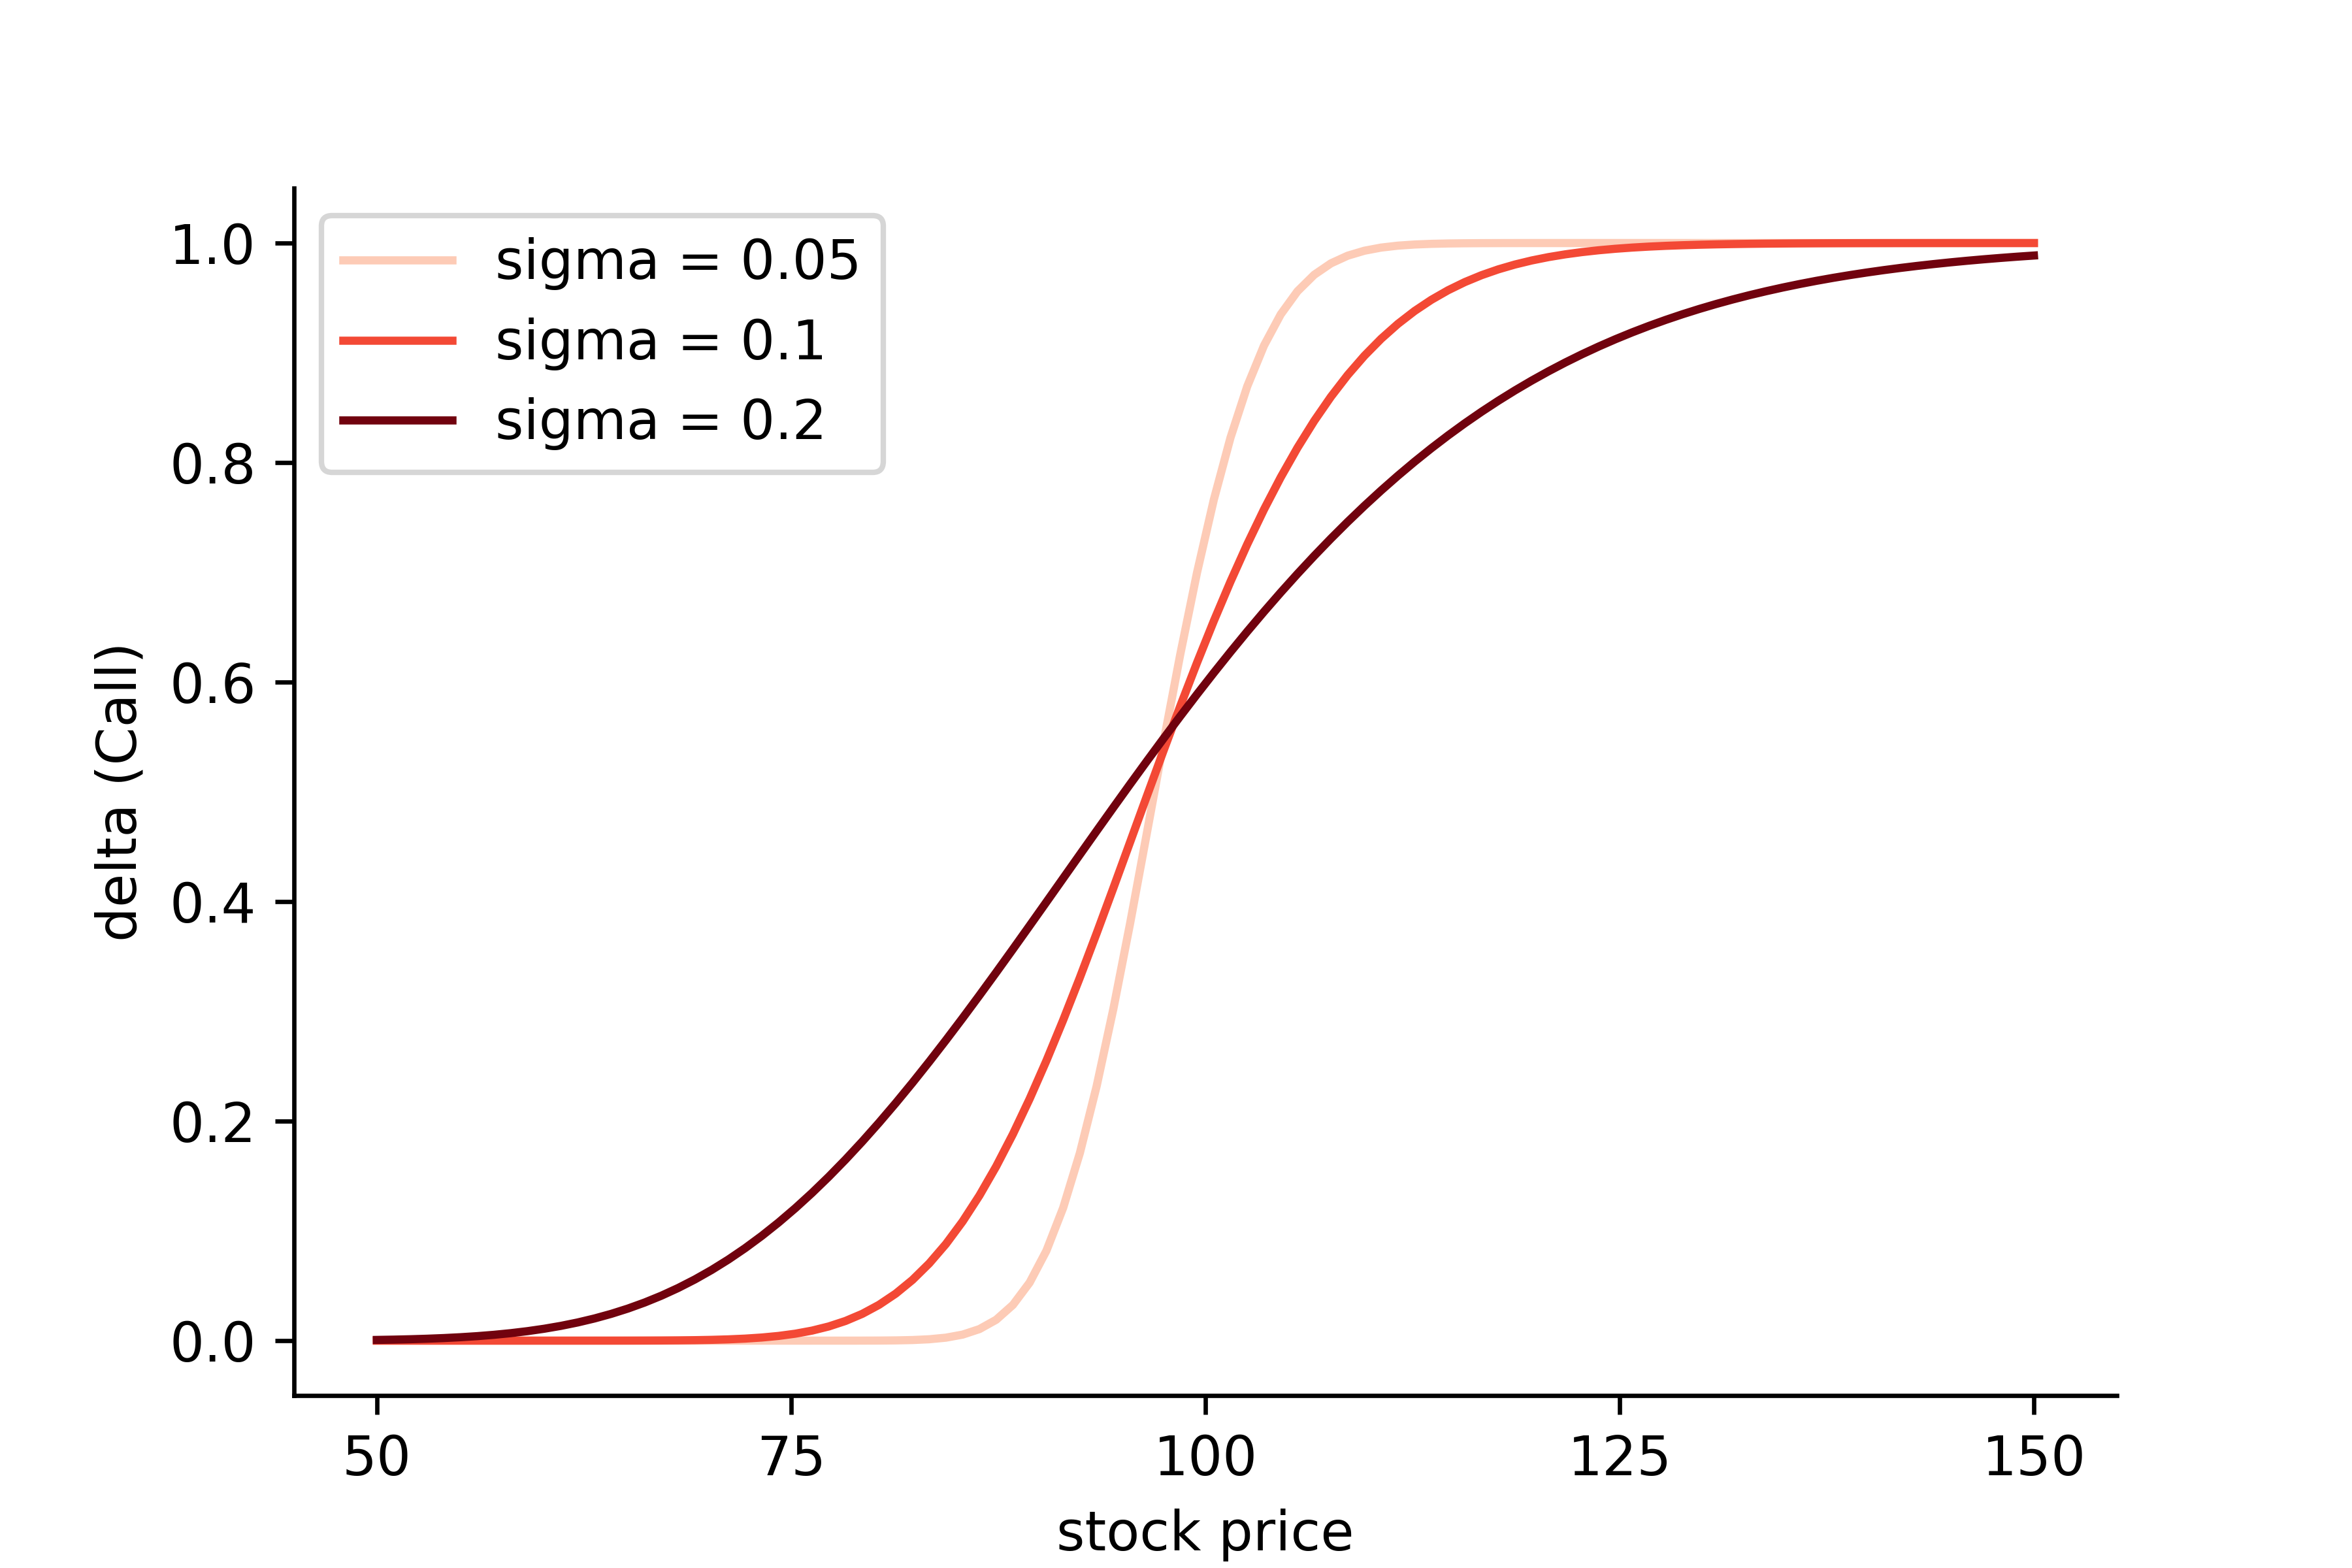 sigma = 0.05
sigma = 0.1
sigma = 0.2
1.0
0.8
0.6
0.4
0.2
0.0
delta (Call)
50 75 100 125 150
stock price